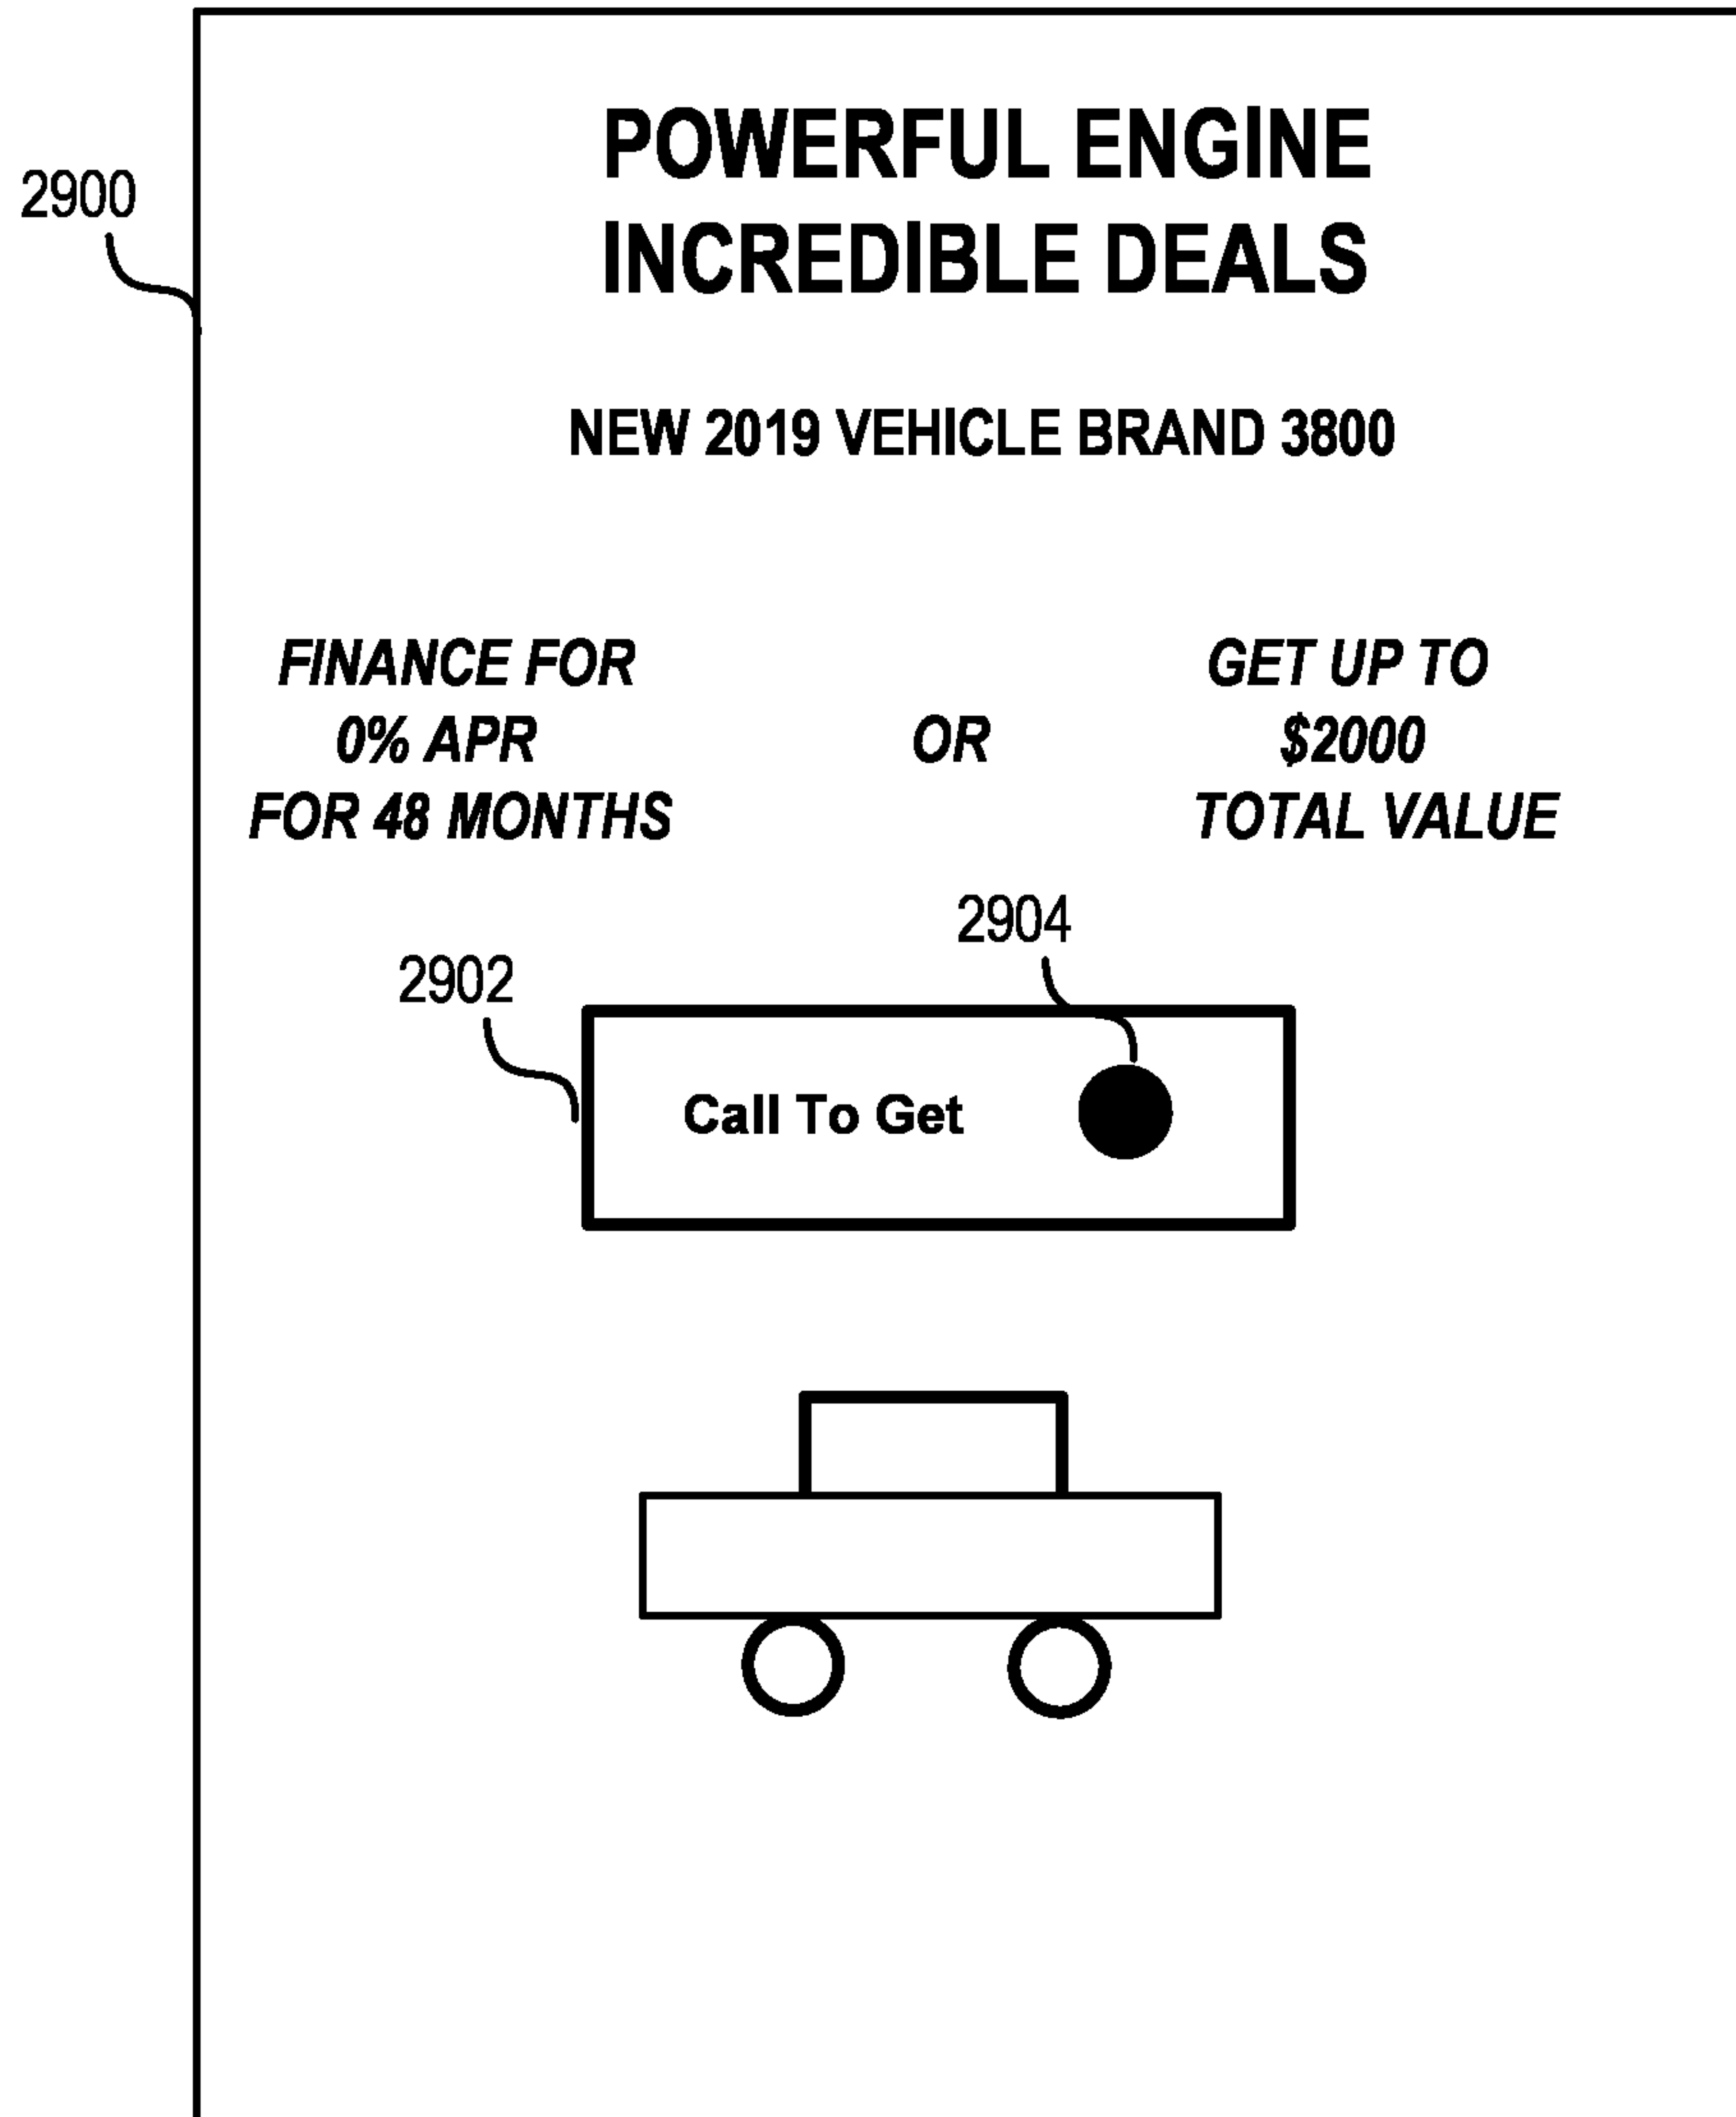 POWERFUL ENGINE
INCREDIBLE DEALS
2900
NEW 2019 VEHICLE BRAND 3800
FINANCE FOR
0% APR
FOR 48 MONTHS
OR
GET UP TO
$2000
TOTAL VALUE
2904
2902
Call To Get